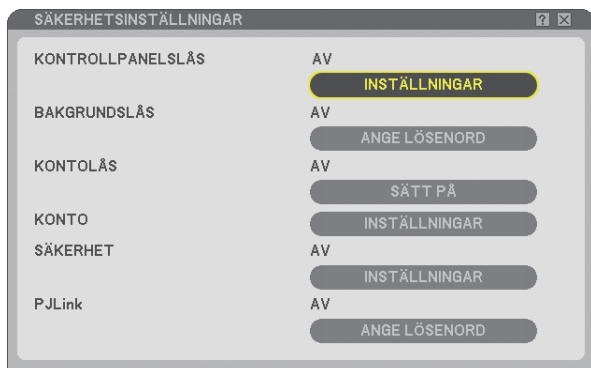 SÄKERHETSINSTÄLLNINGAR
KONTROLLPANELSLÅS AV
INSTÄLLNINGAR
BAKGRUNDSLÅS AV
ANGE LÖSENORD
KONTOLÅS AV
SÄTT PÅ
KONTO INSTÄLLNINGAR
SÄKERHET AV
INSTÄLLNINGAR
PJLink AV
ANGE LÖSENORD